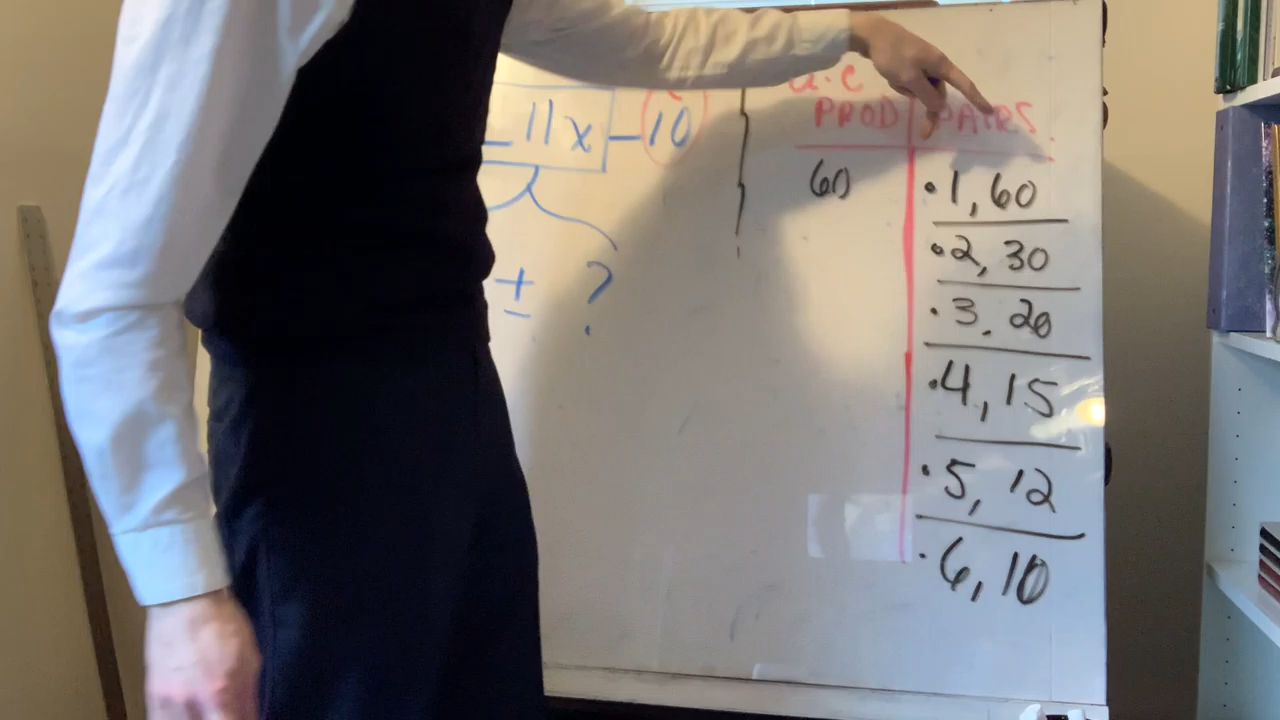 – 11x – 10
± ?
a·c
PROD PAIRS
60
· 1, 60
· 2, 30
· 3, 20
· 4, 15
· 5, 12
· 6, 10